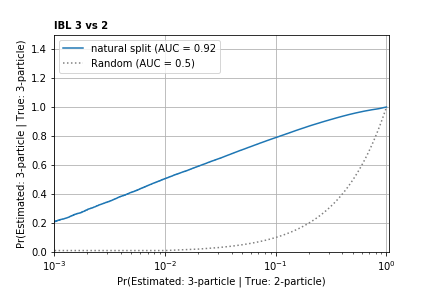 IBL 3 vs 2
natural split (AUC = 0.92
Random (AUC = 0.5)
1.4
1.2
1.0
0.8
0.6
0.4
0.2
0.0
Pr(Estimated: 3-particle | True: 3-particle)
10⁻³
10⁻²
10⁻¹
10⁰
Pr(Estimated: 3-particle | True: 2-particle)